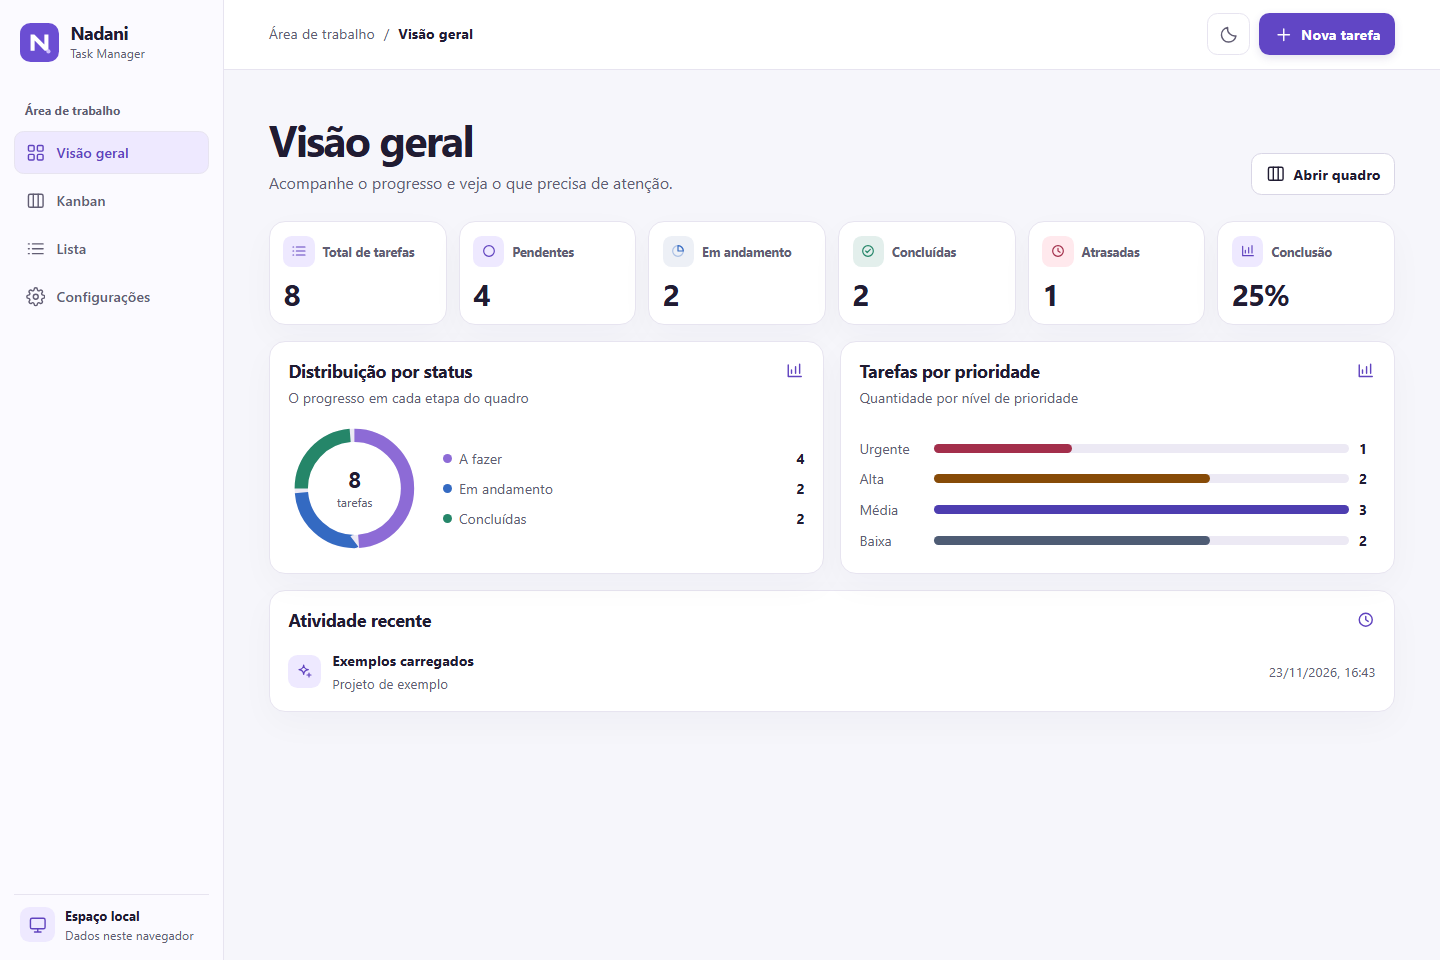 Nadani
Task Manager
Área de trabalho
Visão geral
Kanban
Lista
Configurações
Espaço local
Dados neste navegador
Área de trabalho / Visão geral
Nova tarefa
Visão geral
Acompanhe o progresso e veja o que precisa de atenção.
Abrir quadro
Total de tarefas
8
Pendentes
4
Em andamento
2
Concluídas
2
Atrasadas
1
Conclusão
25%
Distribuição por status
O progresso em cada etapa do quadro
8
tarefas
A fazer 4
Em andamento 2
Concluídas 2
Tarefas por prioridade
Quantidade por nível de prioridade
Urgente 1
Alta 2
Média 3
Baixa 2
Atividade recente
Exemplos carregados
Projeto de exemplo
23/11/2026, 16:43